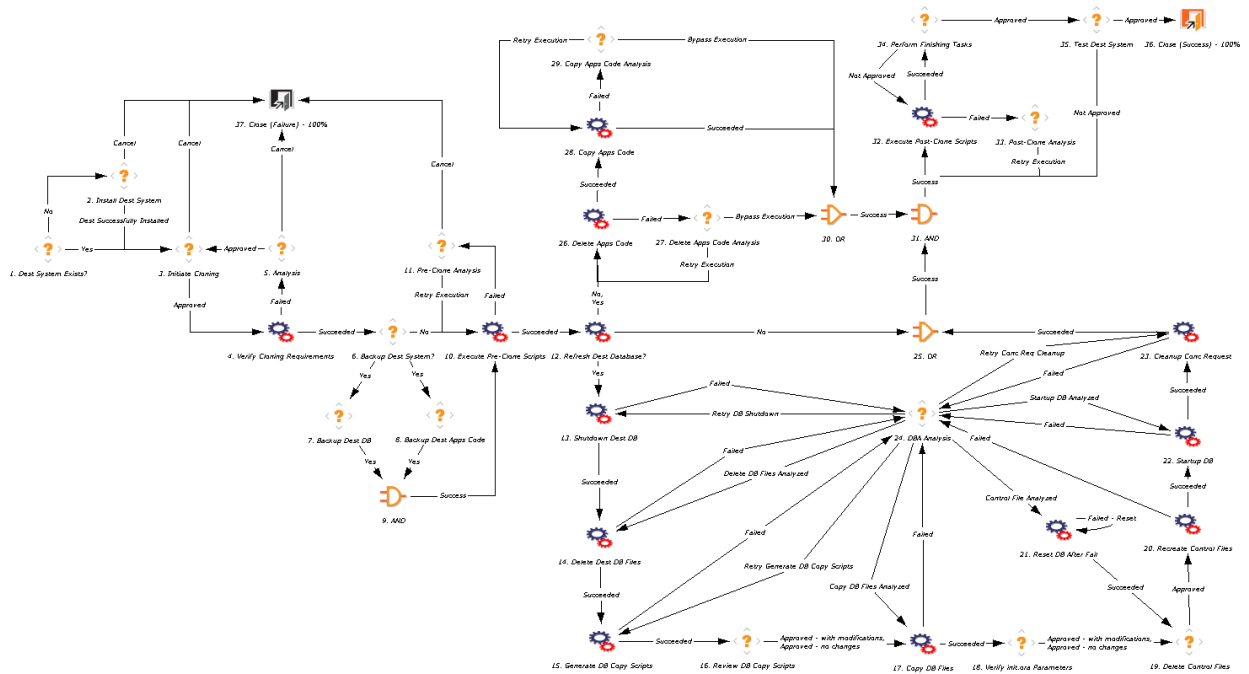 Approved
Approved
34. Perform Finishing Tasks
35. Test Dest System
36. Close (Success) - 100%
Retry Execution
Bypass Execution
29. Copy Apps Code Analysis
Not Approved
Succeeded
Failed
Not Approved
37. Close (Failure) - 100%
Failed
Succeeded
28. Copy Apps Code
32. Execute Post-Clone Scripts
33. Post-Clone Analysis
Retry Execution
Cancel
Cancel
Cancel
Cancel
Succeeded
Success
2. Install Dest System
Dest Successfully Installed
No
Failed
Bypass Execution
Success
30. OR
31. AND
26. Delete Apps Code
27. Delete Apps Code Analysis
Retry Execution
Yes
Approved
1. Dest System Exists?
3. Initiate Cloning
5. Analysis
11. Pre-Clone Analysis
Retry Execution
Failed
No,
Yes
Success
Approved
Failed
Succeeded
No
Succeeded
No
Succeeded
4. Verify Cloning Requirements
6. Backup Dest System?
10. Execute Pre-Clone Scripts
12. Refresh Dest Database?
25. OR
23. Cleanup Conc Request
Retry Conc Req Cleanup
Failed
Yes
Yes
Yes
Failed
Startup DB Analyzed
Succeeded
Retry DB Shutdown
Failed
7. Backup Dest DB
8. Backup Dest Apps Code
13. Shutdown Dest DB
24. DBA Analysis
Failed
22. Startup DB
Yes
Yes
Failed
Delete DB Files Analyzed
Succeeded
Succeeded
Success
9. AND
Control File Analyzed
Failed - Reset
Failed
21. Reset DB After Fail
20. Recreate Control Files
14. Delete Dest DB Files
Retry Generate DB Copy Scripts
Copy DB Files Analyzed
Failed
Succeeded
Succeeded
Approved
Succeeded
Approved - with modifications,
Approved - no changes
Succeeded
Approved - with modifications,
Approved - no changes
15. Generate DB Copy Scripts
16. Review DB Copy Scripts
17. Copy DB Files
18. Verify init.ora Parameters
19. Delete Control Files